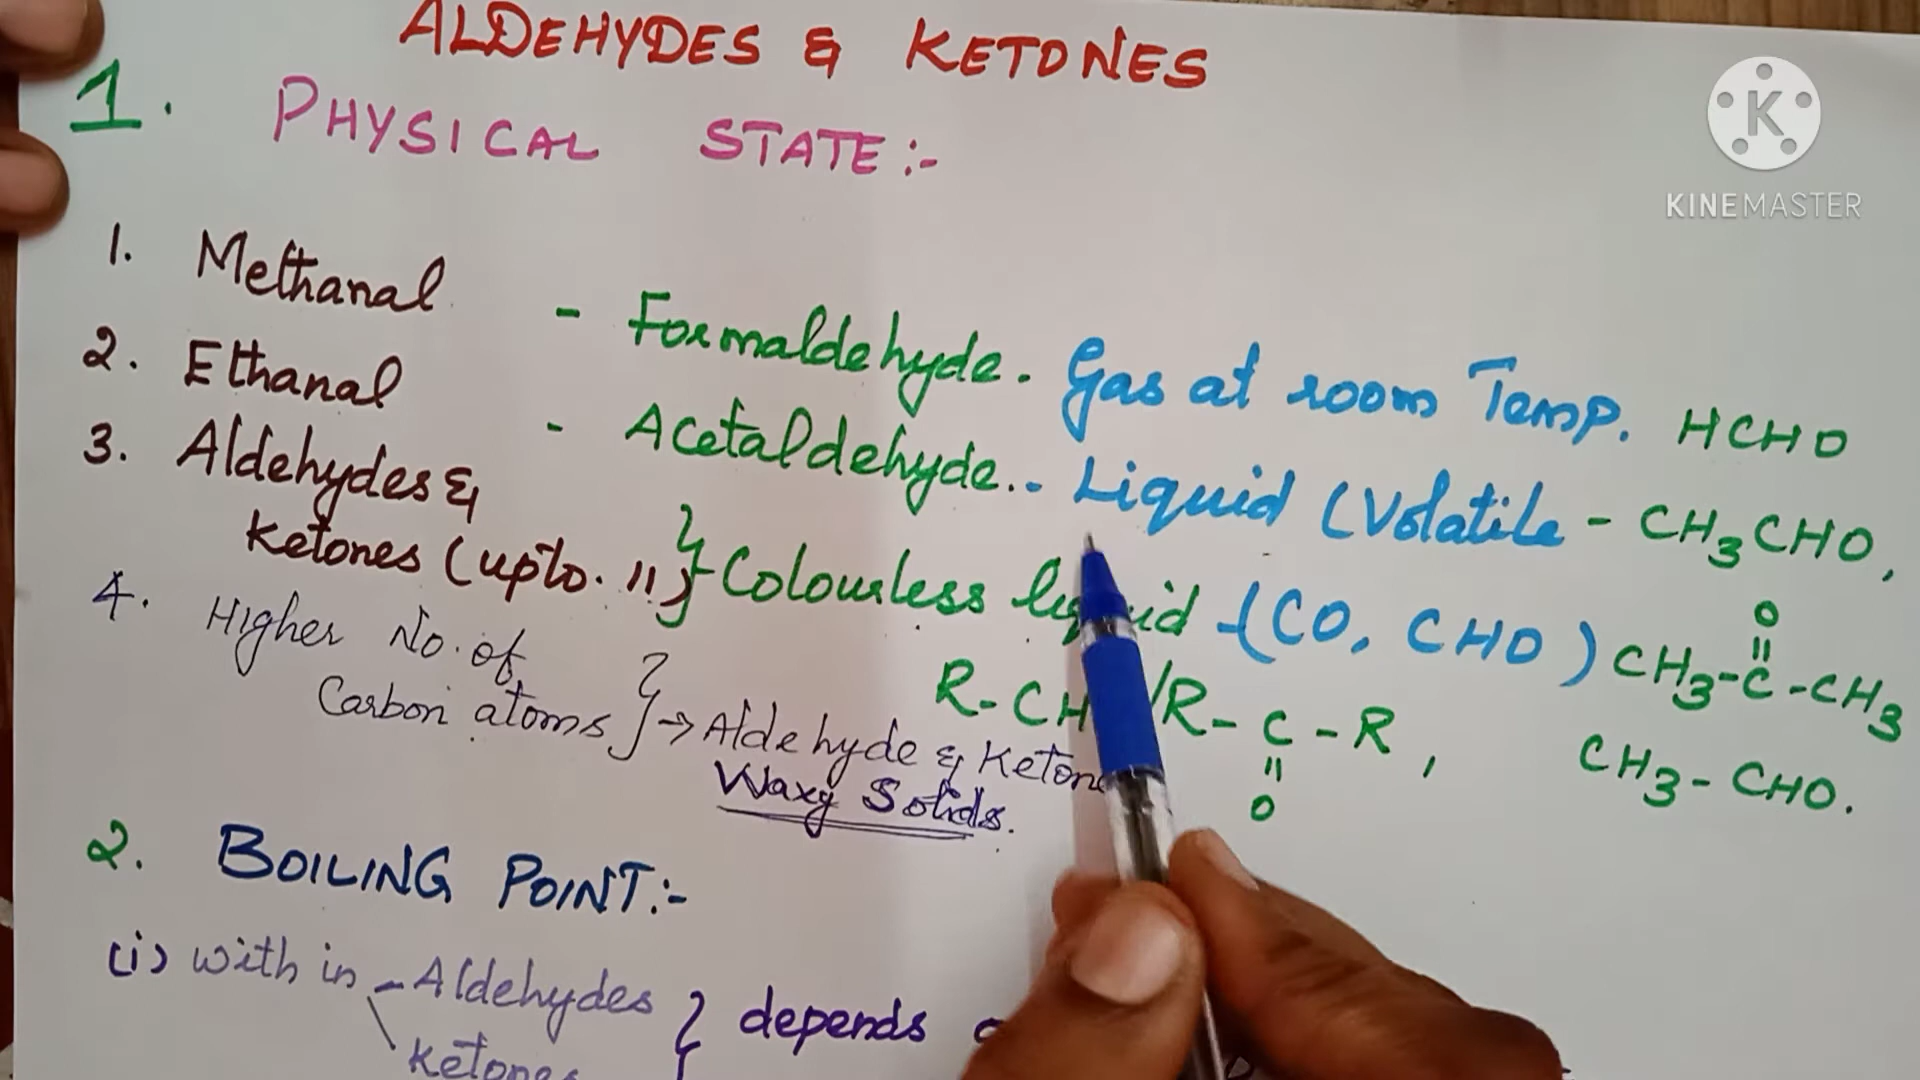 ALDEHYDES & KETONES
1. PHYSICAL STATE:-
K
KINEMASTER
1. Methanal - Formaldehyde. Gas at room Temp. HCHO
2. Ethanal - Acetaldehyde.. - Liquid (Volatile - CH3CHO,
3. Aldehydes &
Ketones (upto. 11) } Colourless liquid -(CO, CHO) CH3-C-CH3
O
||
4. Higher No. of
Carbon atoms } → Aldehyde & Ketone
Waxy Solids.
R-CH /R-C-R,
||
O
CH3-CHO.
2. BOILING POINT:-
(i) with in - Aldehydes
Ketones } depends